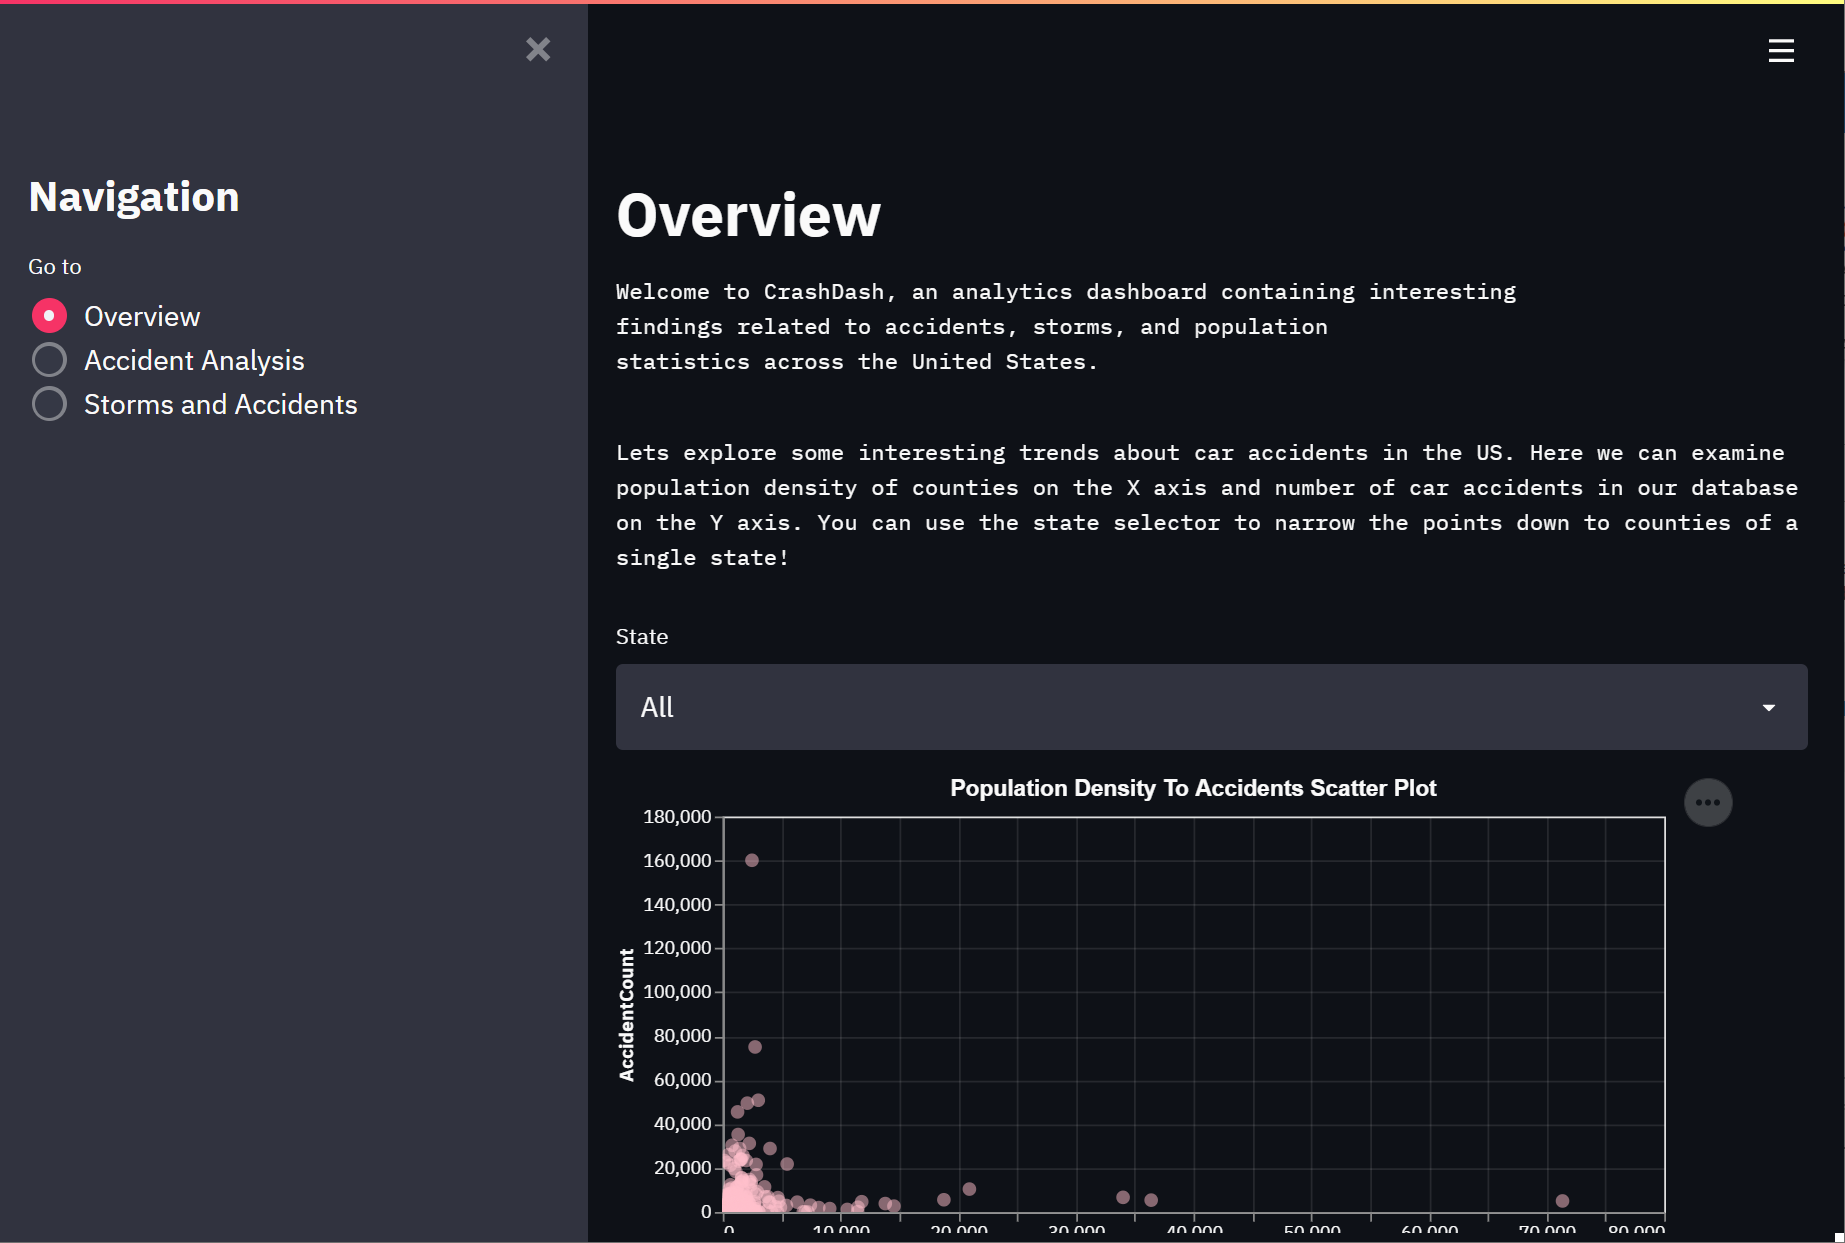 Navigation
Go to
Overview
Accident Analysis
Storms and Accidents
Overview
Welcome to CrashDash, an analytics dashboard containing interesting
findings related to accidents, storms, and population
statistics across the United States.
Lets explore some interesting trends about car accidents in the US. Here we can examine
population density of counties on the X axis and number of car accidents in our database
on the Y axis. You can use the state selector to narrow the points down to counties of a
single state!
State
All
Population Density To Accidents Scatter Plot
180,000
160,000
140,000
120,000
100,000
80,000
60,000
40,000
20,000
0
AccidentCount
0 10,000 20,000 30,000 40,000 50,000 60,000 70,000 80,000